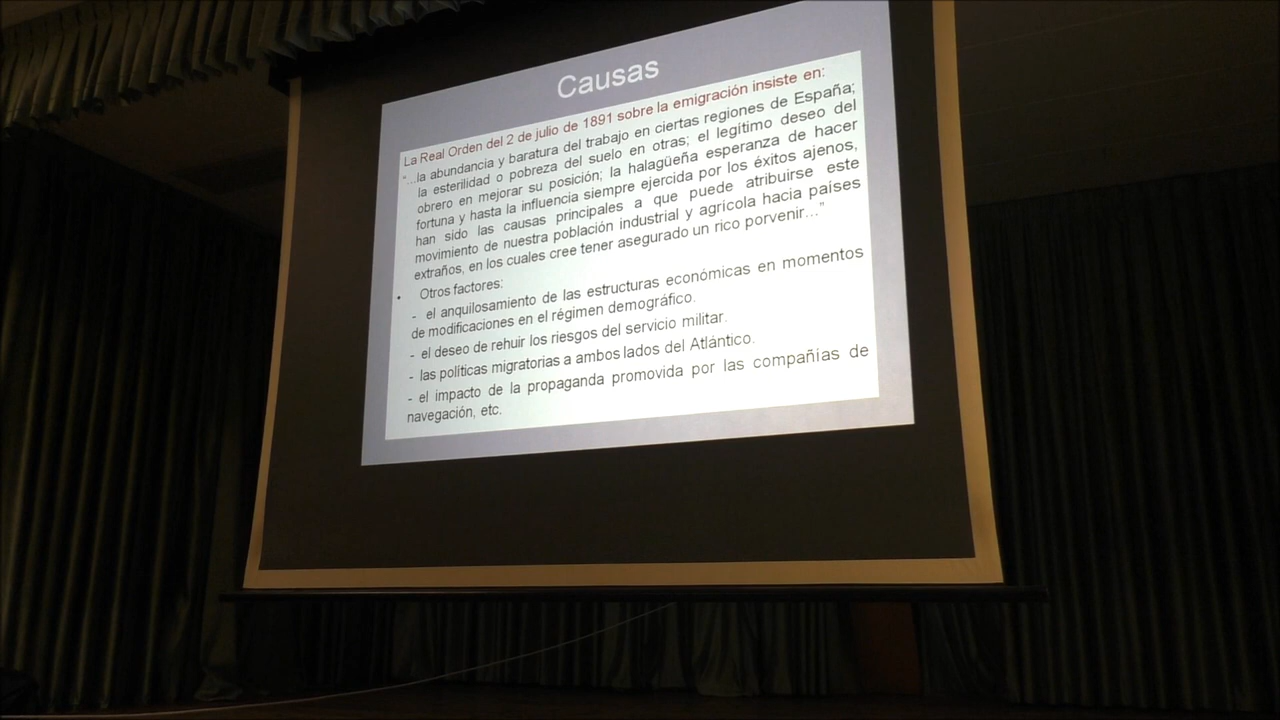 Causas
La Real Orden del 2 de julio de 1891 sobre la emigración insiste en:
“...la abundancia y baratura del trabajo en ciertas regiones de España;
la esterilidad o pobreza del suelo en otras; el legítimo deseo del
obrero en mejorar su posición; la halagüeña esperanza de hacer
fortuna y hasta la influencia siempre ejercida por los éxitos ajenos,
han sido las causas principales a que puede atribuirse este
movimiento de nuestra población industrial y agrícola hacia países
extraños, en los cuales cree tener asegurado un rico porvenir...”
• Otros factores:
- el anquilosamiento de las estructuras económicas en momentos
de modificaciones en el régimen demográfico.
- el deseo de rehuir los riesgos del servicio militar.
- las políticas migratorias a ambos lados del Atlántico.
- el impacto de la propaganda promovida por las compañías de
navegación, etc.